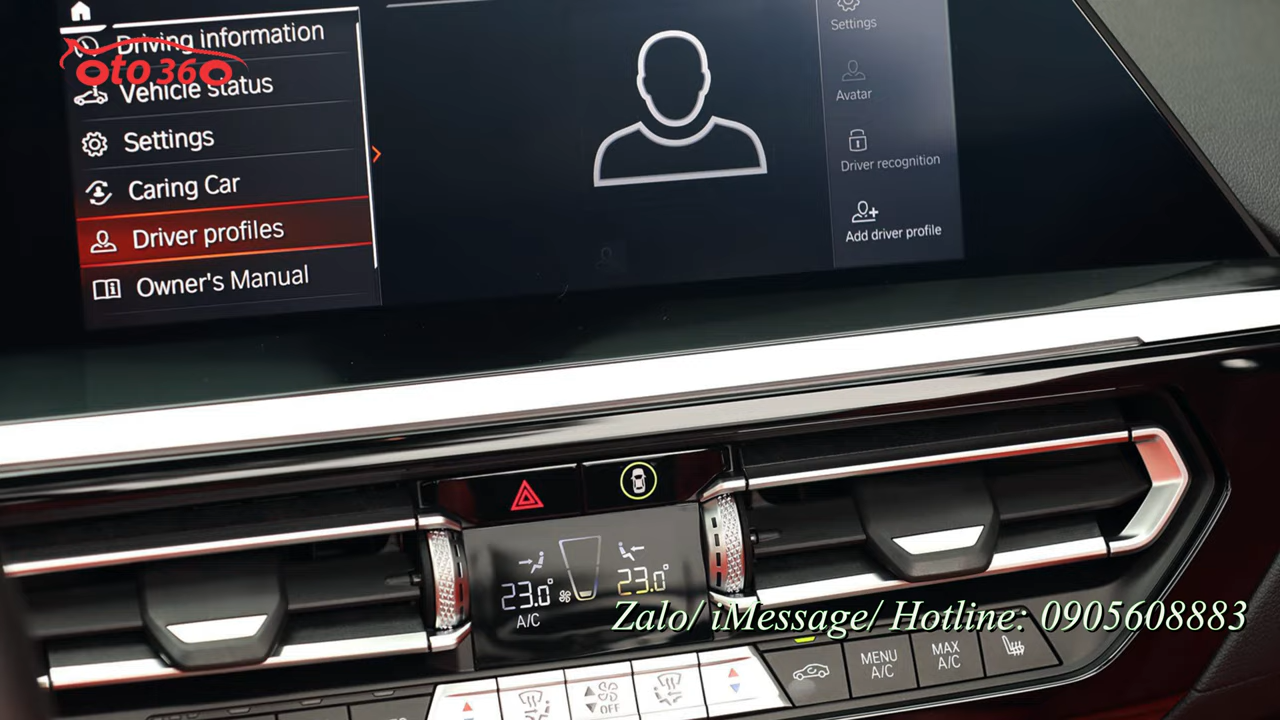 Driving information
oto360
Vehicle status
Settings
Caring Car
Driver profiles
Owner's Manual
Settings
Avatar
Driver recognition
Add driver profile
23.0°
23.0°
A/C
Zalo/ iMessage/ Hotline: 0905608883
MENU
A/C
MAX
A/C
OFF